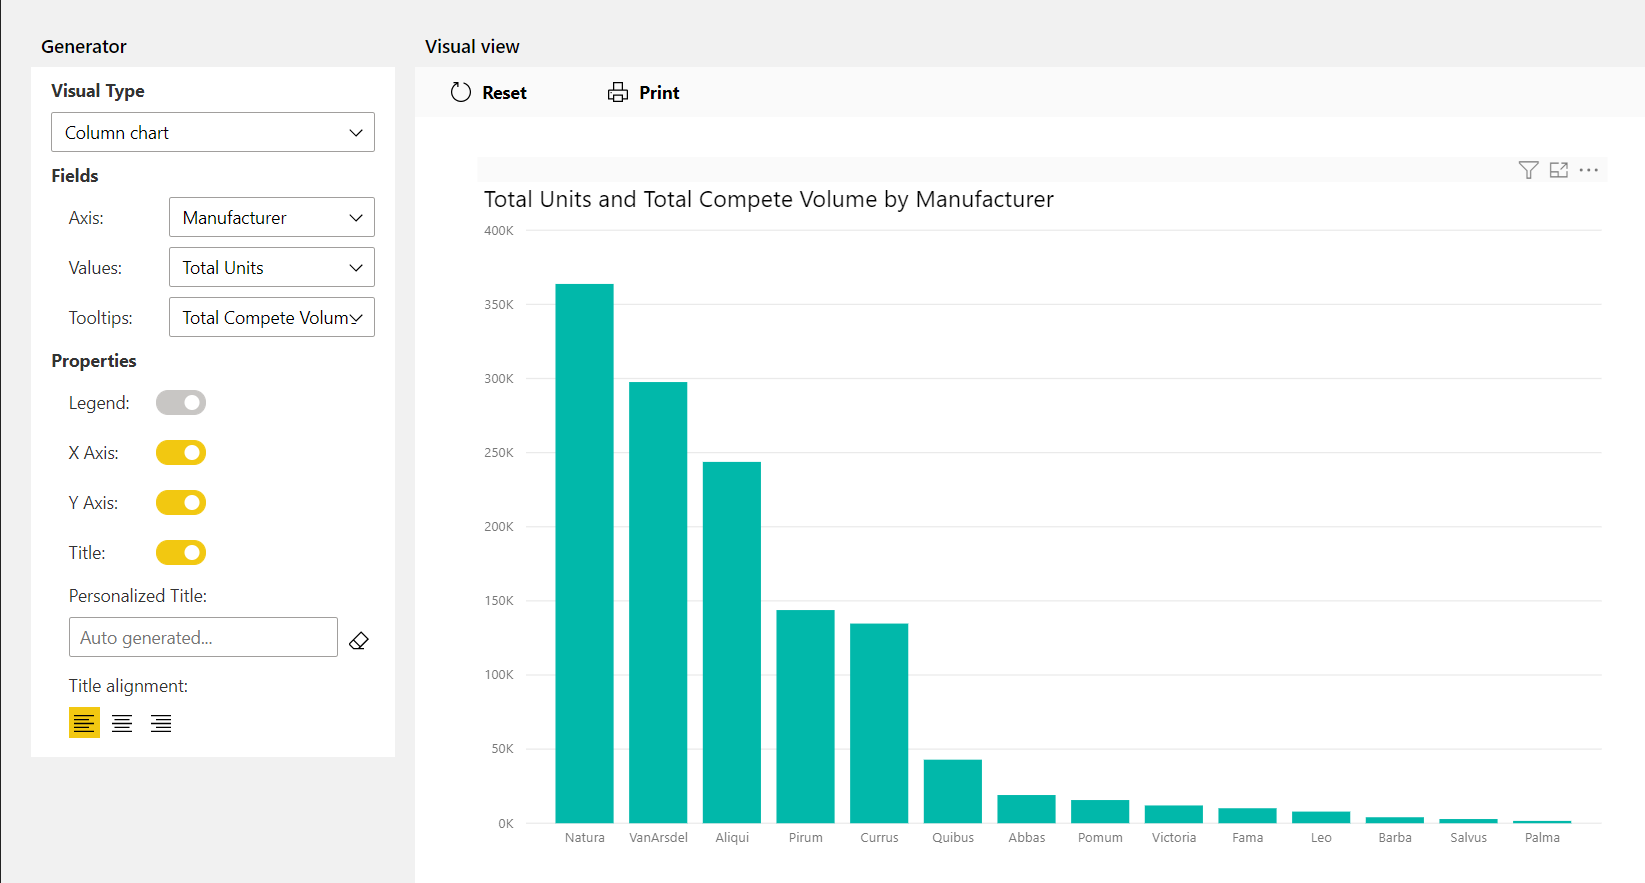 Generator
Visual Type
Column chart
Fields
Axis:
Manufacturer
Values:
Total Units
Tooltips:
Total Compete Volum
Properties
Legend:
X Axis:
Y Axis:
Title:
Personalized Title:
Auto generated...
Title alignment:
Visual view
Reset
Print
Total Units and Total Compete Volume by Manufacturer
400K
350K
300K
250K
200K
150K
100K
50K
0K
Natura VanArsdel Aliqui Pirum Currus Quibus Abbas Pomum Victoria Fama Leo Barba Salvus Palma